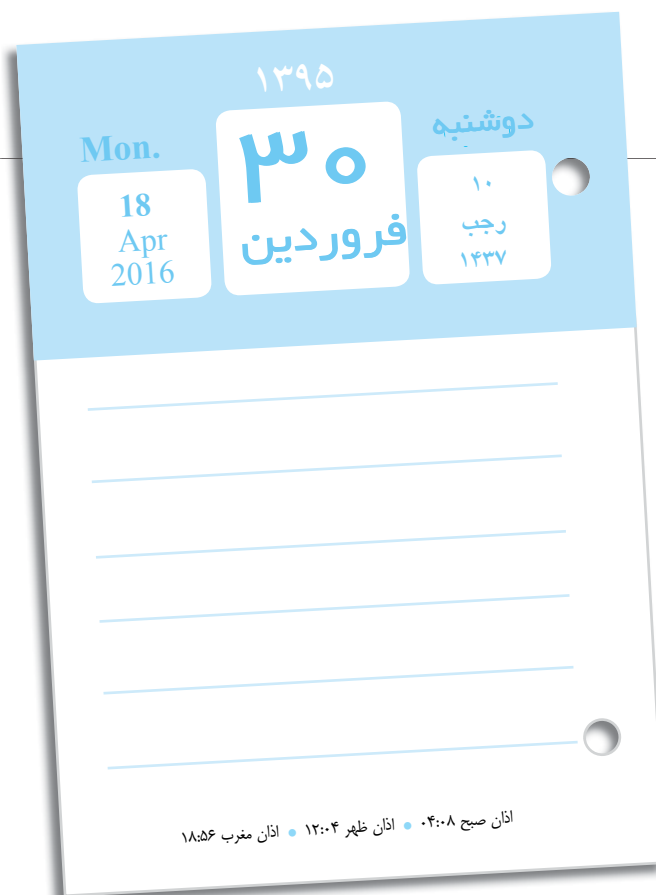 ۱۳۹۵
دوشنبه
۱۰
رجب
۱۴۳۷
۳۰
فروردین
Mon.
18
Apr
2016
اذان صبح ۰۴:۰۸ • اذان ظهر ۱۲:۰۴ • اذان مغرب ۱۸:۵۶